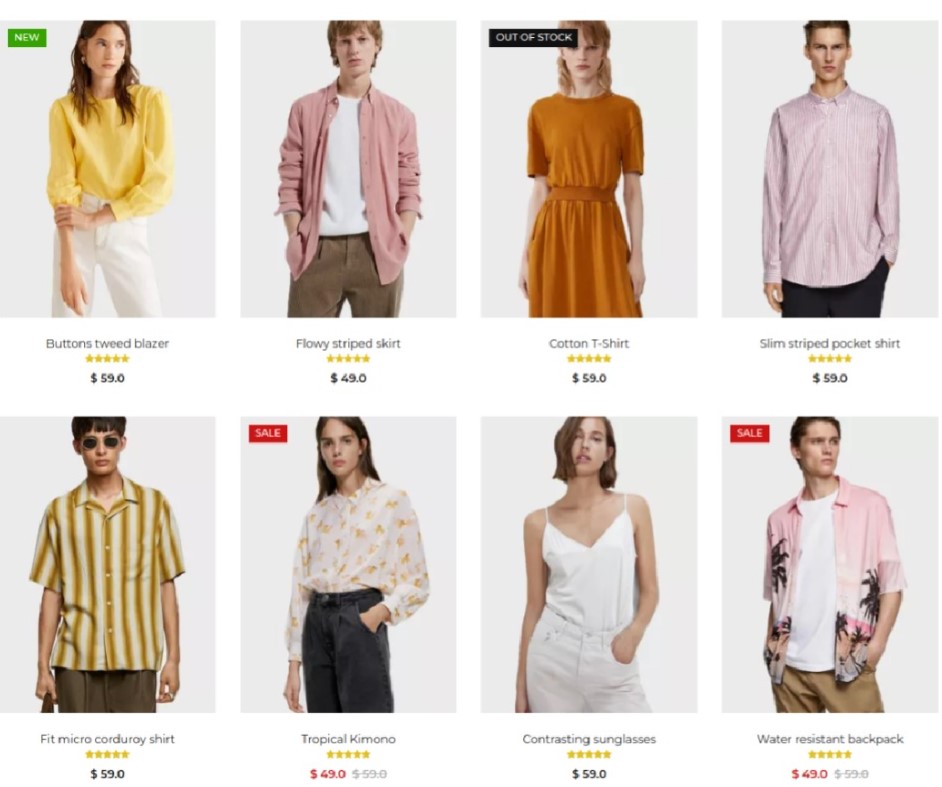 NEW
OUT OF STOCK
Buttons tweed blazer
$ 59.0
Flowy striped skirt
$ 49.0
Cotton T-Shirt
$ 59.0
Slim striped pocket shirt
$ 59.0
SALE
SALE
Fit micro corduroy shirt
$ 59.0
Tropical Kimono
$ 49.0 $ 59.0
Contrasting sunglasses
$ 59.0
Water resistant backpack
$ 49.0 $ 59.0